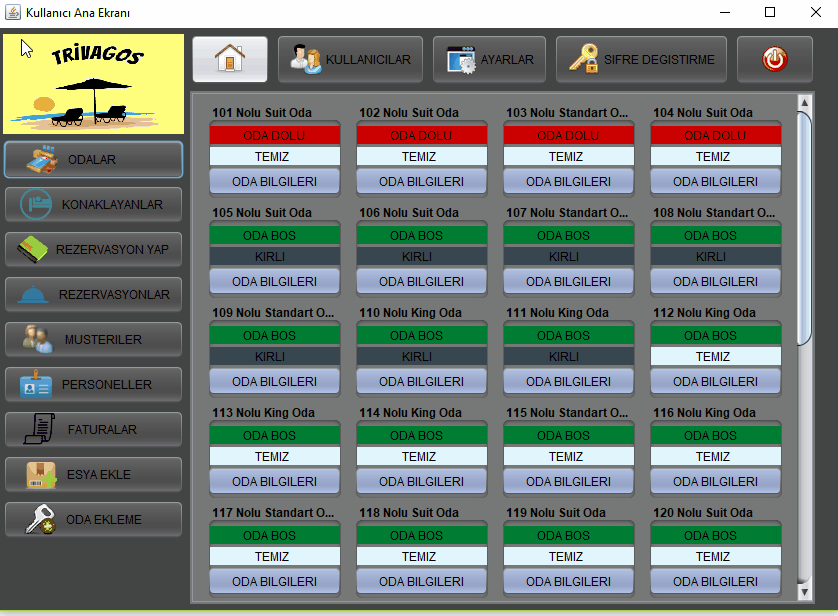 Kullanıcı Ana Ekranı
TRİVAGOS
KULLANICILAR
AYARLAR
SIFRE DEGISTIRME
ODALAR
KONAKLAYANLAR
REZERVASYON YAP
REZERVASYONLAR
MUSTERILER
PERSONELLER
FATURALAR
ESYA EKLE
ODA EKLEME
101 Nolu Suit Oda 102 Nolu Suit Oda 103 Nolu Standart O... 104 Nolu Suit Oda
ODA DOLU ODA DOLU ODA DOLU ODA DOLU
TEMIZ TEMIZ TEMIZ TEMIZ
ODA BILGILERI ODA BILGILERI ODA BILGILERI ODA BILGILERI
105 Nolu Suit Oda 106 Nolu Suit Oda 107 Nolu Standart O... 108 Nolu Standart O...
ODA BOS ODA BOS ODA BOS ODA BOS
KIRLI KIRLI KIRLI KIRLI
ODA BILGILERI ODA BILGILERI ODA BILGILERI ODA BILGILERI
109 Nolu Standart O... 110 Nolu King Oda 111 Nolu King Oda 112 Nolu King Oda
ODA BOS ODA BOS ODA BOS ODA BOS
KIRLI KIRLI KIRLI TEMIZ
ODA BILGILERI ODA BILGILERI ODA BILGILERI ODA BILGILERI
113 Nolu King Oda 114 Nolu King Oda 115 Nolu Standart O... 116 Nolu King Oda
ODA BOS ODA BOS ODA BOS ODA BOS
TEMIZ TEMIZ TEMIZ TEMIZ
ODA BILGILERI ODA BILGILERI ODA BILGILERI ODA BILGILERI
117 Nolu Standart O... 118 Nolu Suit Oda 119 Nolu Suit Oda 120 Nolu Suit Oda
ODA BOS ODA BOS ODA BOS ODA BOS
TEMIZ TEMIZ TEMIZ TEMIZ
ODA BILGILERI ODA BILGILERI ODA BILGILERI ODA BILGILERI